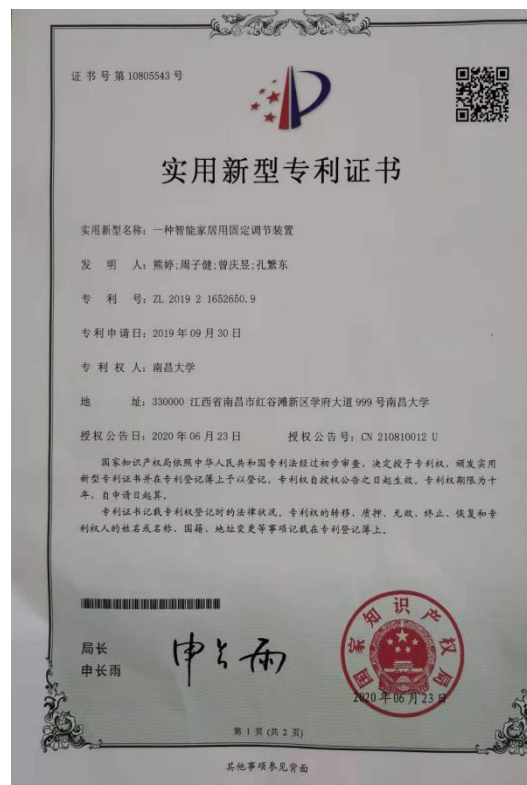 证书号第10805543号
实用新型专利证书
实用新型名称：一种智能家居用固定调节装置
发 明 人：熊婷;周子健;曾庆昱;孔繁东
专 利 号：ZL 2019 2 1652650.9
专利申请日：2019年09月30日
专 利 权 人：南昌大学
地 址：330000 江西省南昌市红谷滩新区学府大道999号南昌大学
授权公告日：2020年06月23日 授权公告号：CN 210810012 U
国家知识产权局依照中华人民共和国专利法经过初步审查，决定授予专利权，颁发实用
新型专利证书并在专利登记簿上予以登记。专利权自授权公告之日起生效。专利权期限为十
年，自申请日起算。
专利证书记载专利权登记时的法律状况。专利权的转移、质押、无效、终止、恢复和专
利权人的姓名或名称、国籍、地址变更等事项记载在专利登记簿上。
局长
申长雨
申长雨
国家知识产权局
2020年06月23日
第 1 页 (共 2 页)
其他事项参见背面